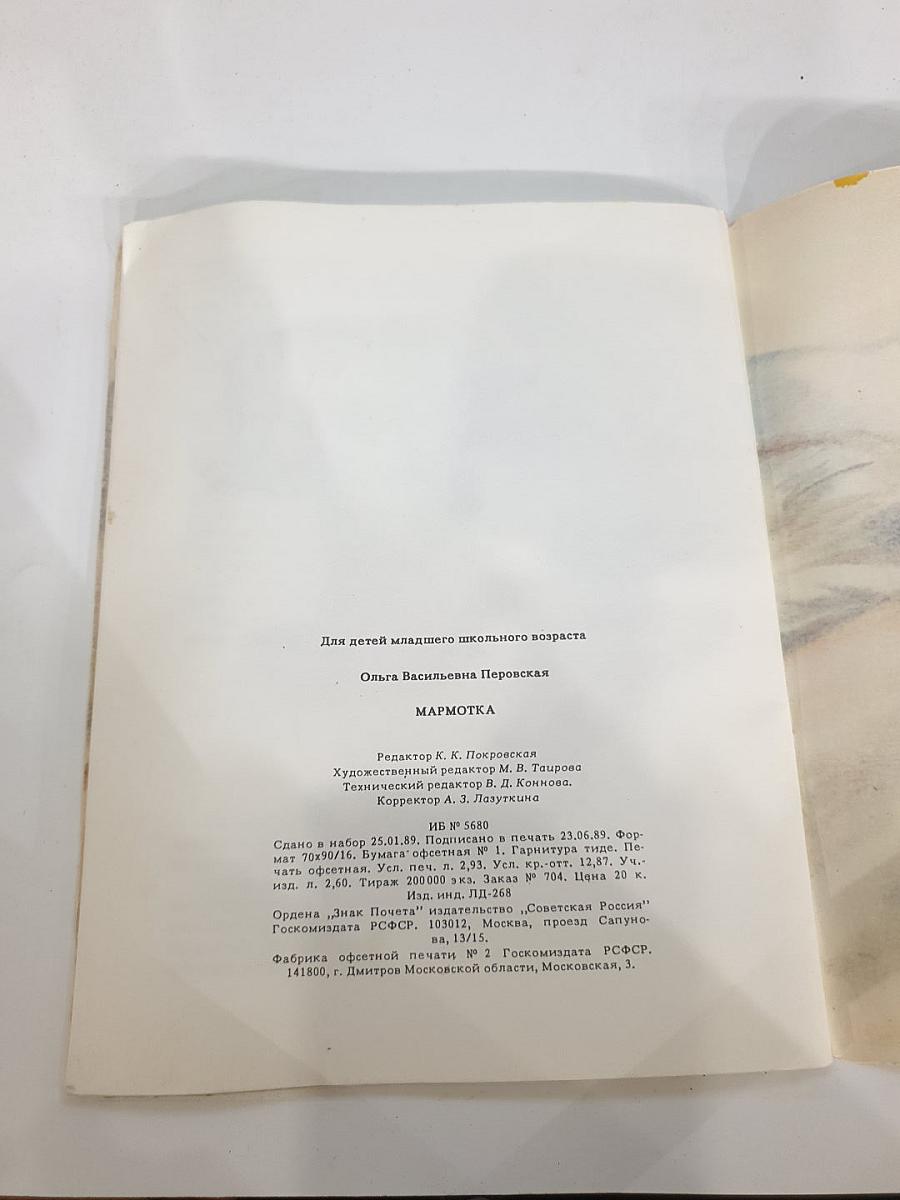 Для детей младшего школьного возраста
Ольга Васильевна Перовская
МАРМОТКА
Редактор К. К. Покровская
Художественный редактор М. В. Таирова
Технический редактор В. Д. Коннова.
Корректор А. З. Лазуткина
ИБ № 5680
Сдано в набор 25.01.89. Подписано в печать 23.06.89. Фор-
мат 70х90/16. Бумага офсетная № 1. Гарнитура тиде. Пе-
чать офсетная. Усл. печ. л. 2,93. Усл. кр.-отт. 12,87. Уч.-
изд. л. 2,60. Тираж 200 000 экз. Заказ № 704. Цена 20 к.
Изд. инд. ЛД-268
Ордена „Знак Почета" издательство „Советская Россия"
Госкомиздата РСФСР. 103012, Москва, проезд Сапуно-
ва, 13/15.
Фабрика офсетной печати № 2 Госкомиздата РСФСР.
141800, г. Дмитров Московской области, Московская, 3.